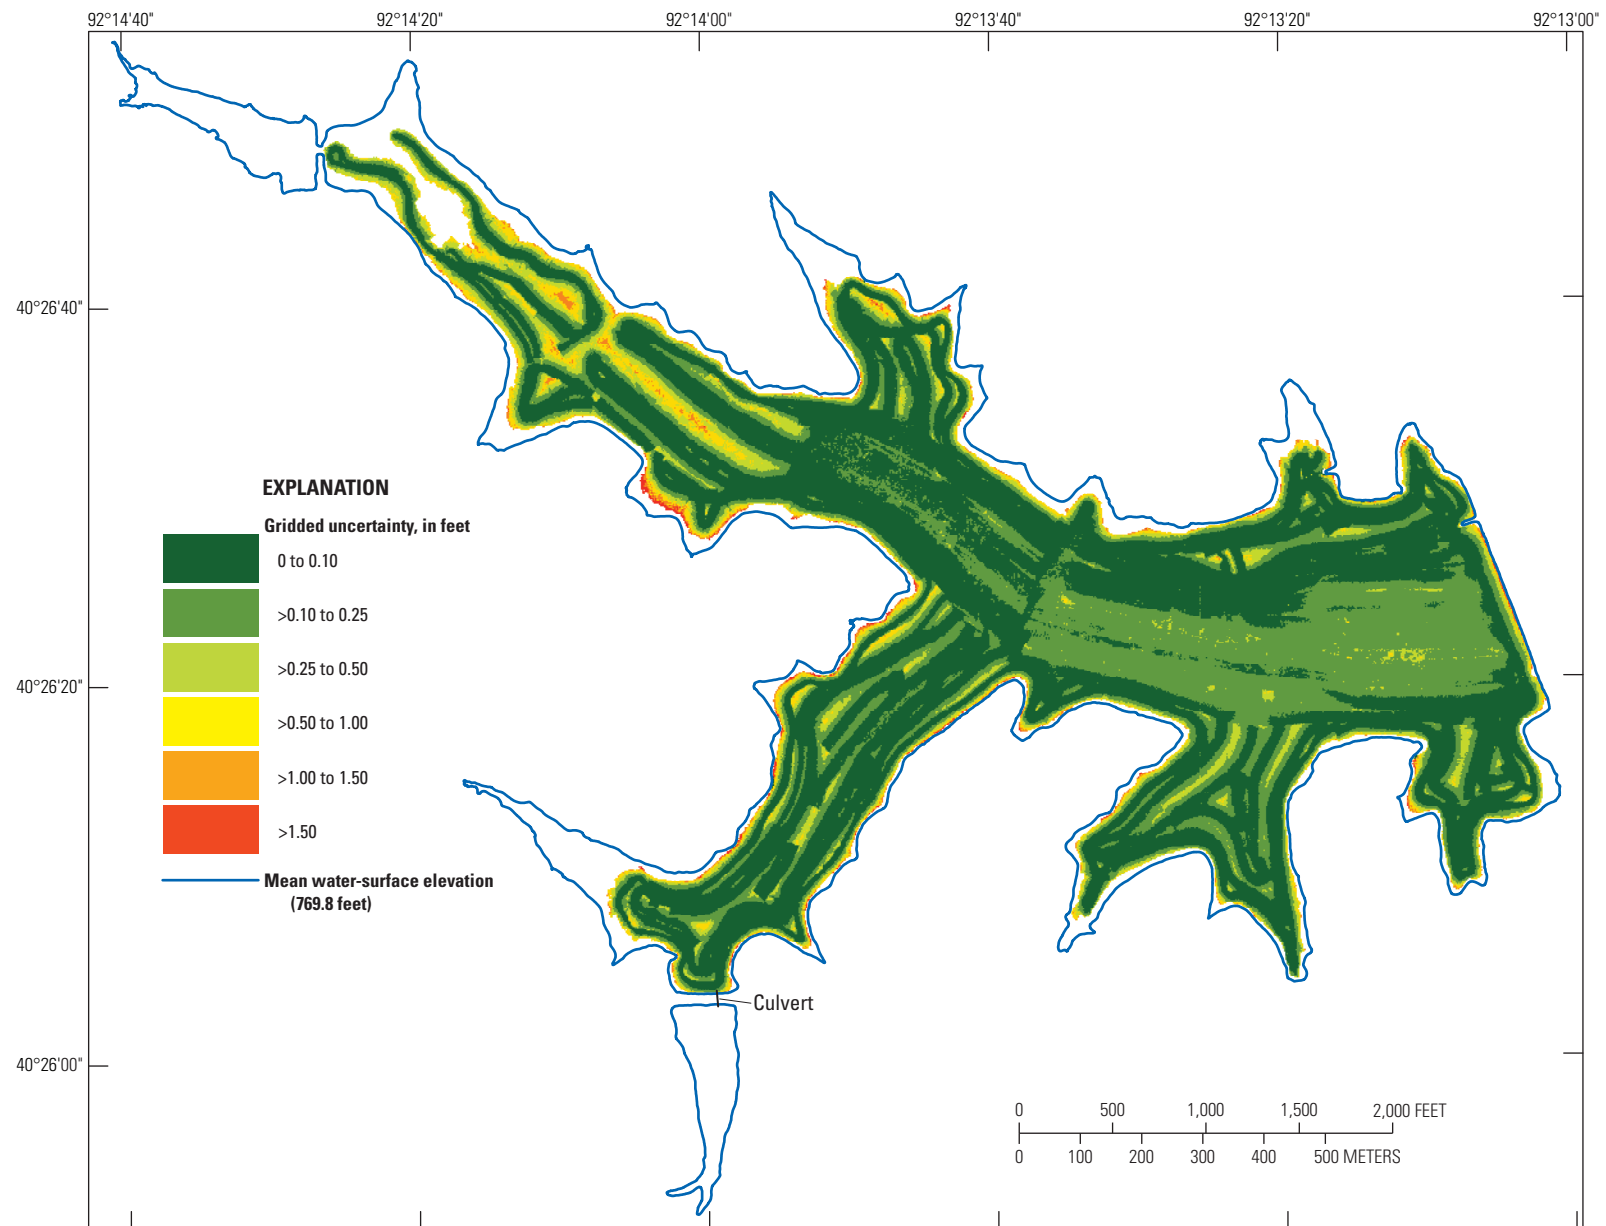 92°14'40" 92°14'20" 92°14'00" 92°13'40" 92°13'20" 92°13'00"
40°26'40"
40°26'20"
40°26'00"
EXPLANATION
Gridded uncertainty, in feet
0 to 0.10
>0.10 to 0.25
>0.25 to 0.50
>0.50 to 1.00
>1.00 to 1.50
>1.50
Mean water-surface elevation
(769.8 feet)
Culvert
0 500 1,000 1,500 2,000 FEET
0 100 200 300 400 500 METERS